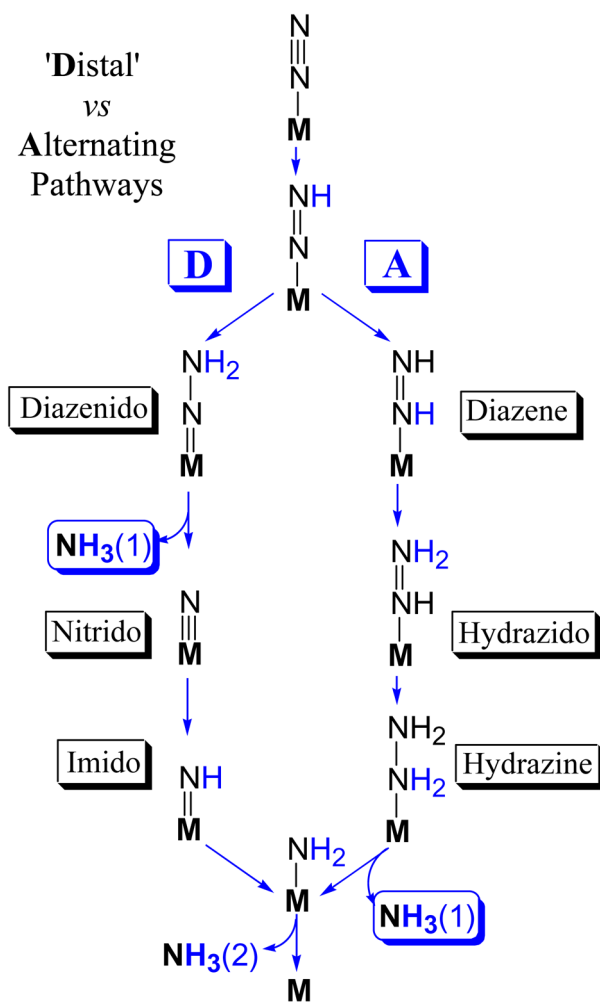 'Distal'
vs
Alternating
Pathways
N
N
M
NH
N
M
D
A
NH2
N
M
Diazenido
NH
NH
M
Diazene
NH3(1)
NH2
NH
M
Hydrazido
N
M
Nitrido
NH2
NH2
M
Hydrazine
Imido
NH
M
NH2
M
NH3(1)
NH3(2)
M